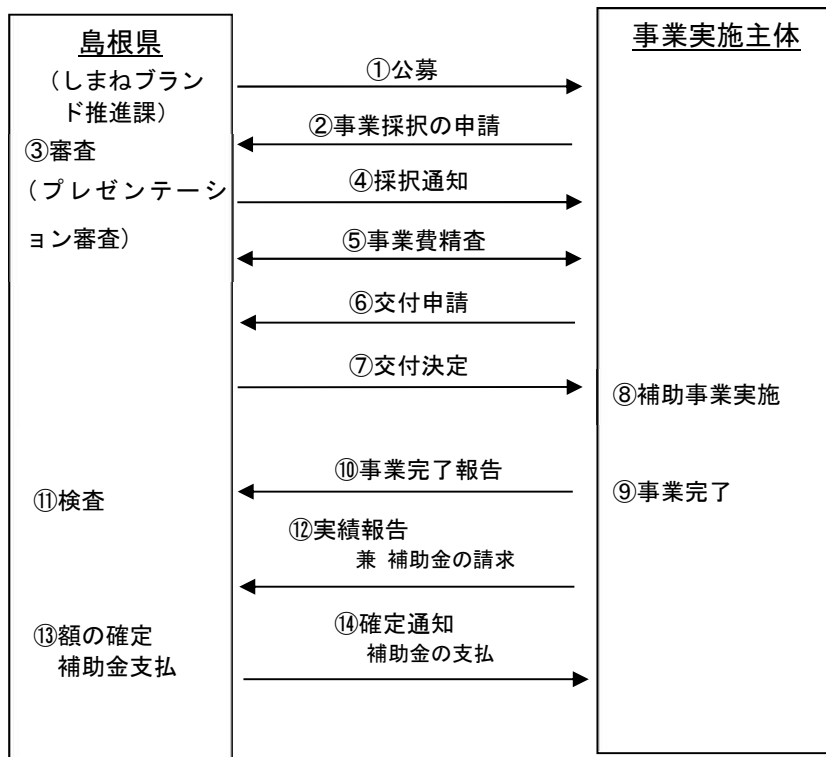 島根県
（しまねブラン
ド推進課）
事業実施主体
①公募
②事業採択の申請
③審査
（プレゼンテーシ
ョン審査）
④採択通知
⑤事業費精査
⑥交付申請
⑦交付決定
⑧補助事業実施
⑨事業完了
⑩事業完了報告
⑪検査
⑫実績報告
兼 補助金の請求
⑬額の確定
補助金支払
⑭確定通知
補助金の支払